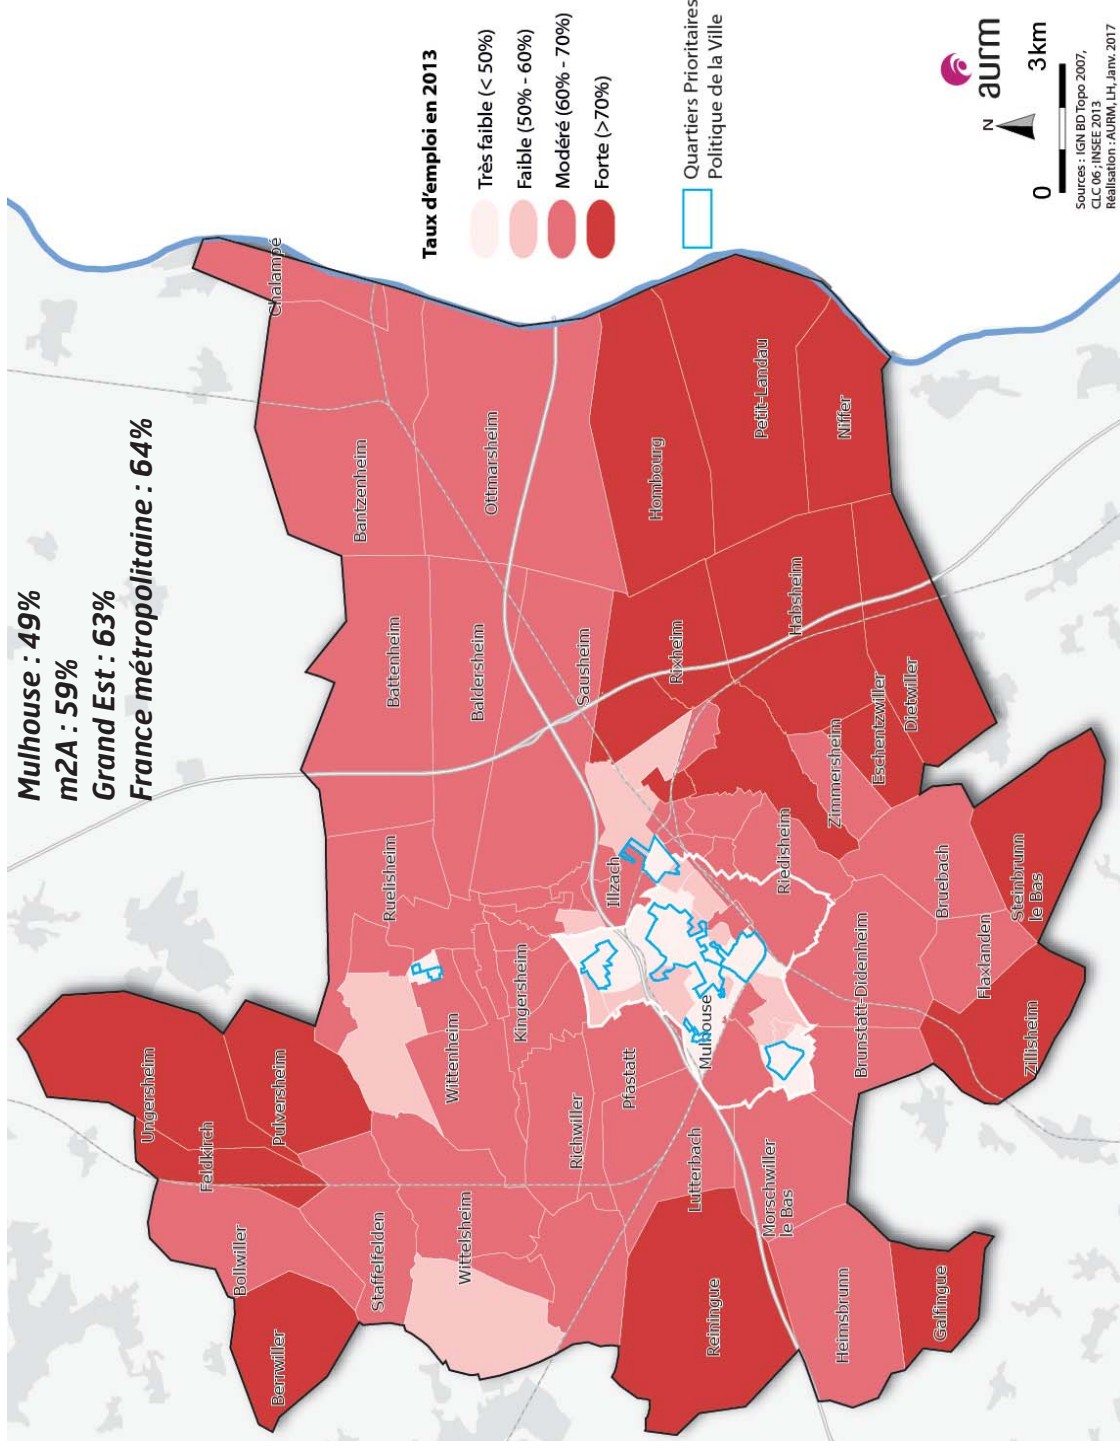 Mulhouse : 49%
m2A : 59%
Grand Est : 63%
France métropolitaine : 64%
Taux d'emploi en 2013
Très faible (< 50%)
Faible (50% - 60%)
Modéré (60% - 70%)
Forte (>70%)
Quartiers Prioritaires
Politique de la Ville
Chalampé
Bantzenheim
Ottmarsheim
Hombourg
Petit-Landau
Niffer
Battenheim
Baldersheim
Sausheim
Rixheim
Habsheim
Dietwiller
Eschentzwiller
Zimmersheim
Ruelisheim
Illzach
Riedisheim
Bruebach
Steinbrunn
le Bas
Flaxlanden
Kingersheim
Wittenheim
Mulhouse
Brunstatt-Didenheim
Zillisheim
Ungersheim
Pulversheim
Feldkirch
Pfastatt
Richwiller
Lutterbach
Morschwiller
le Bas
Bollwiller
Staffelfelden
Wittelsheim
Berrwiller
Reiningue
Heimsbrunn
Galfingue
aurm
N
0
3km
Sources : IGN BD Topo 2007,
CLC 06 ; INSEE 2013
Réalisation : AURM, LH, Janv. 2017